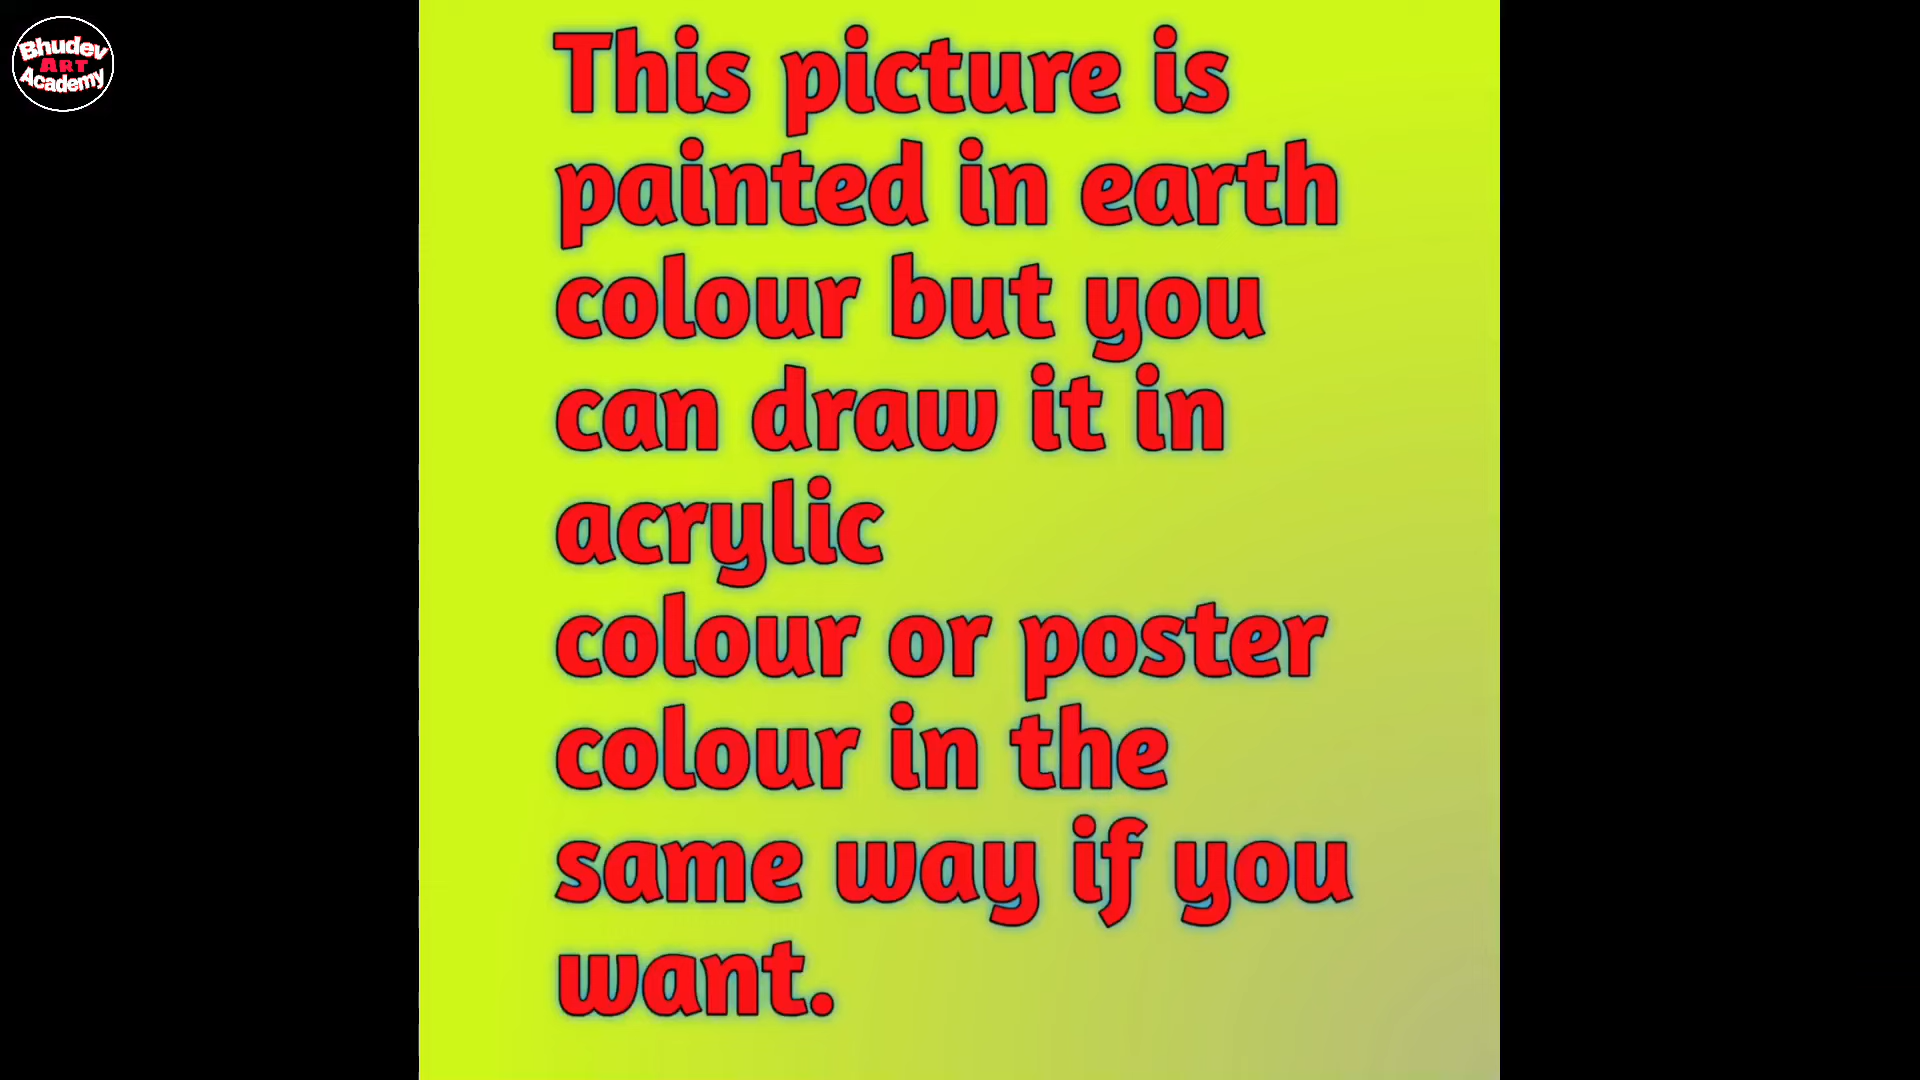 Bhudev
ART
Academy
This picture is
painted in earth
colour but you
can draw it in
acrylic
colour or poster
colour in the
same way if you
want.